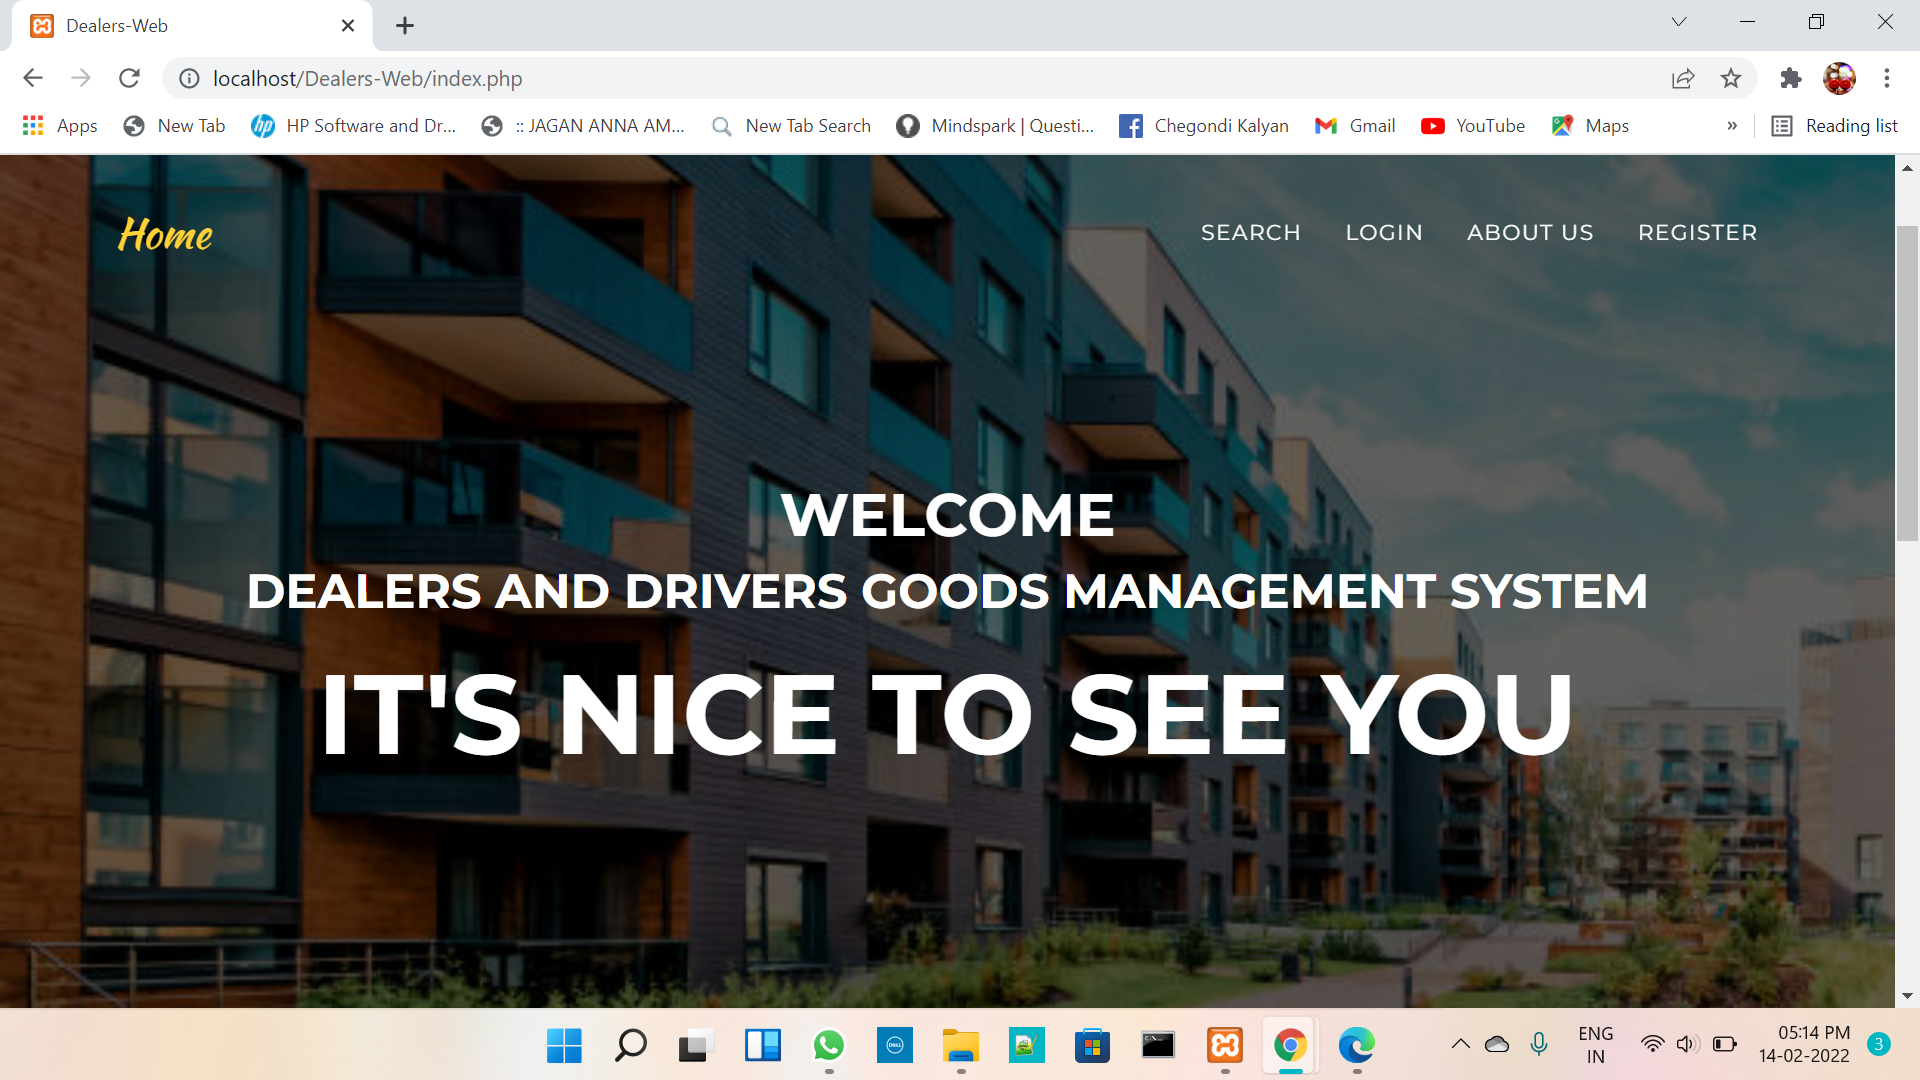 Dealers-Web
localhost/Dealers-Web/index.php
Apps
New Tab
HP Software and Dr...
:: JAGAN ANNA AM...
New Tab Search
Mindspark | Questi...
Chegondi Kalyan
Gmail
YouTube
Maps
»
Reading list
Home
SEARCH
LOGIN
ABOUT US
REGISTER
WELCOME
DEALERS AND DRIVERS GOODS MANAGEMENT SYSTEM
IT'S NICE TO SEE YOU
ENG
IN
05:14 PM
14-02-2022
3